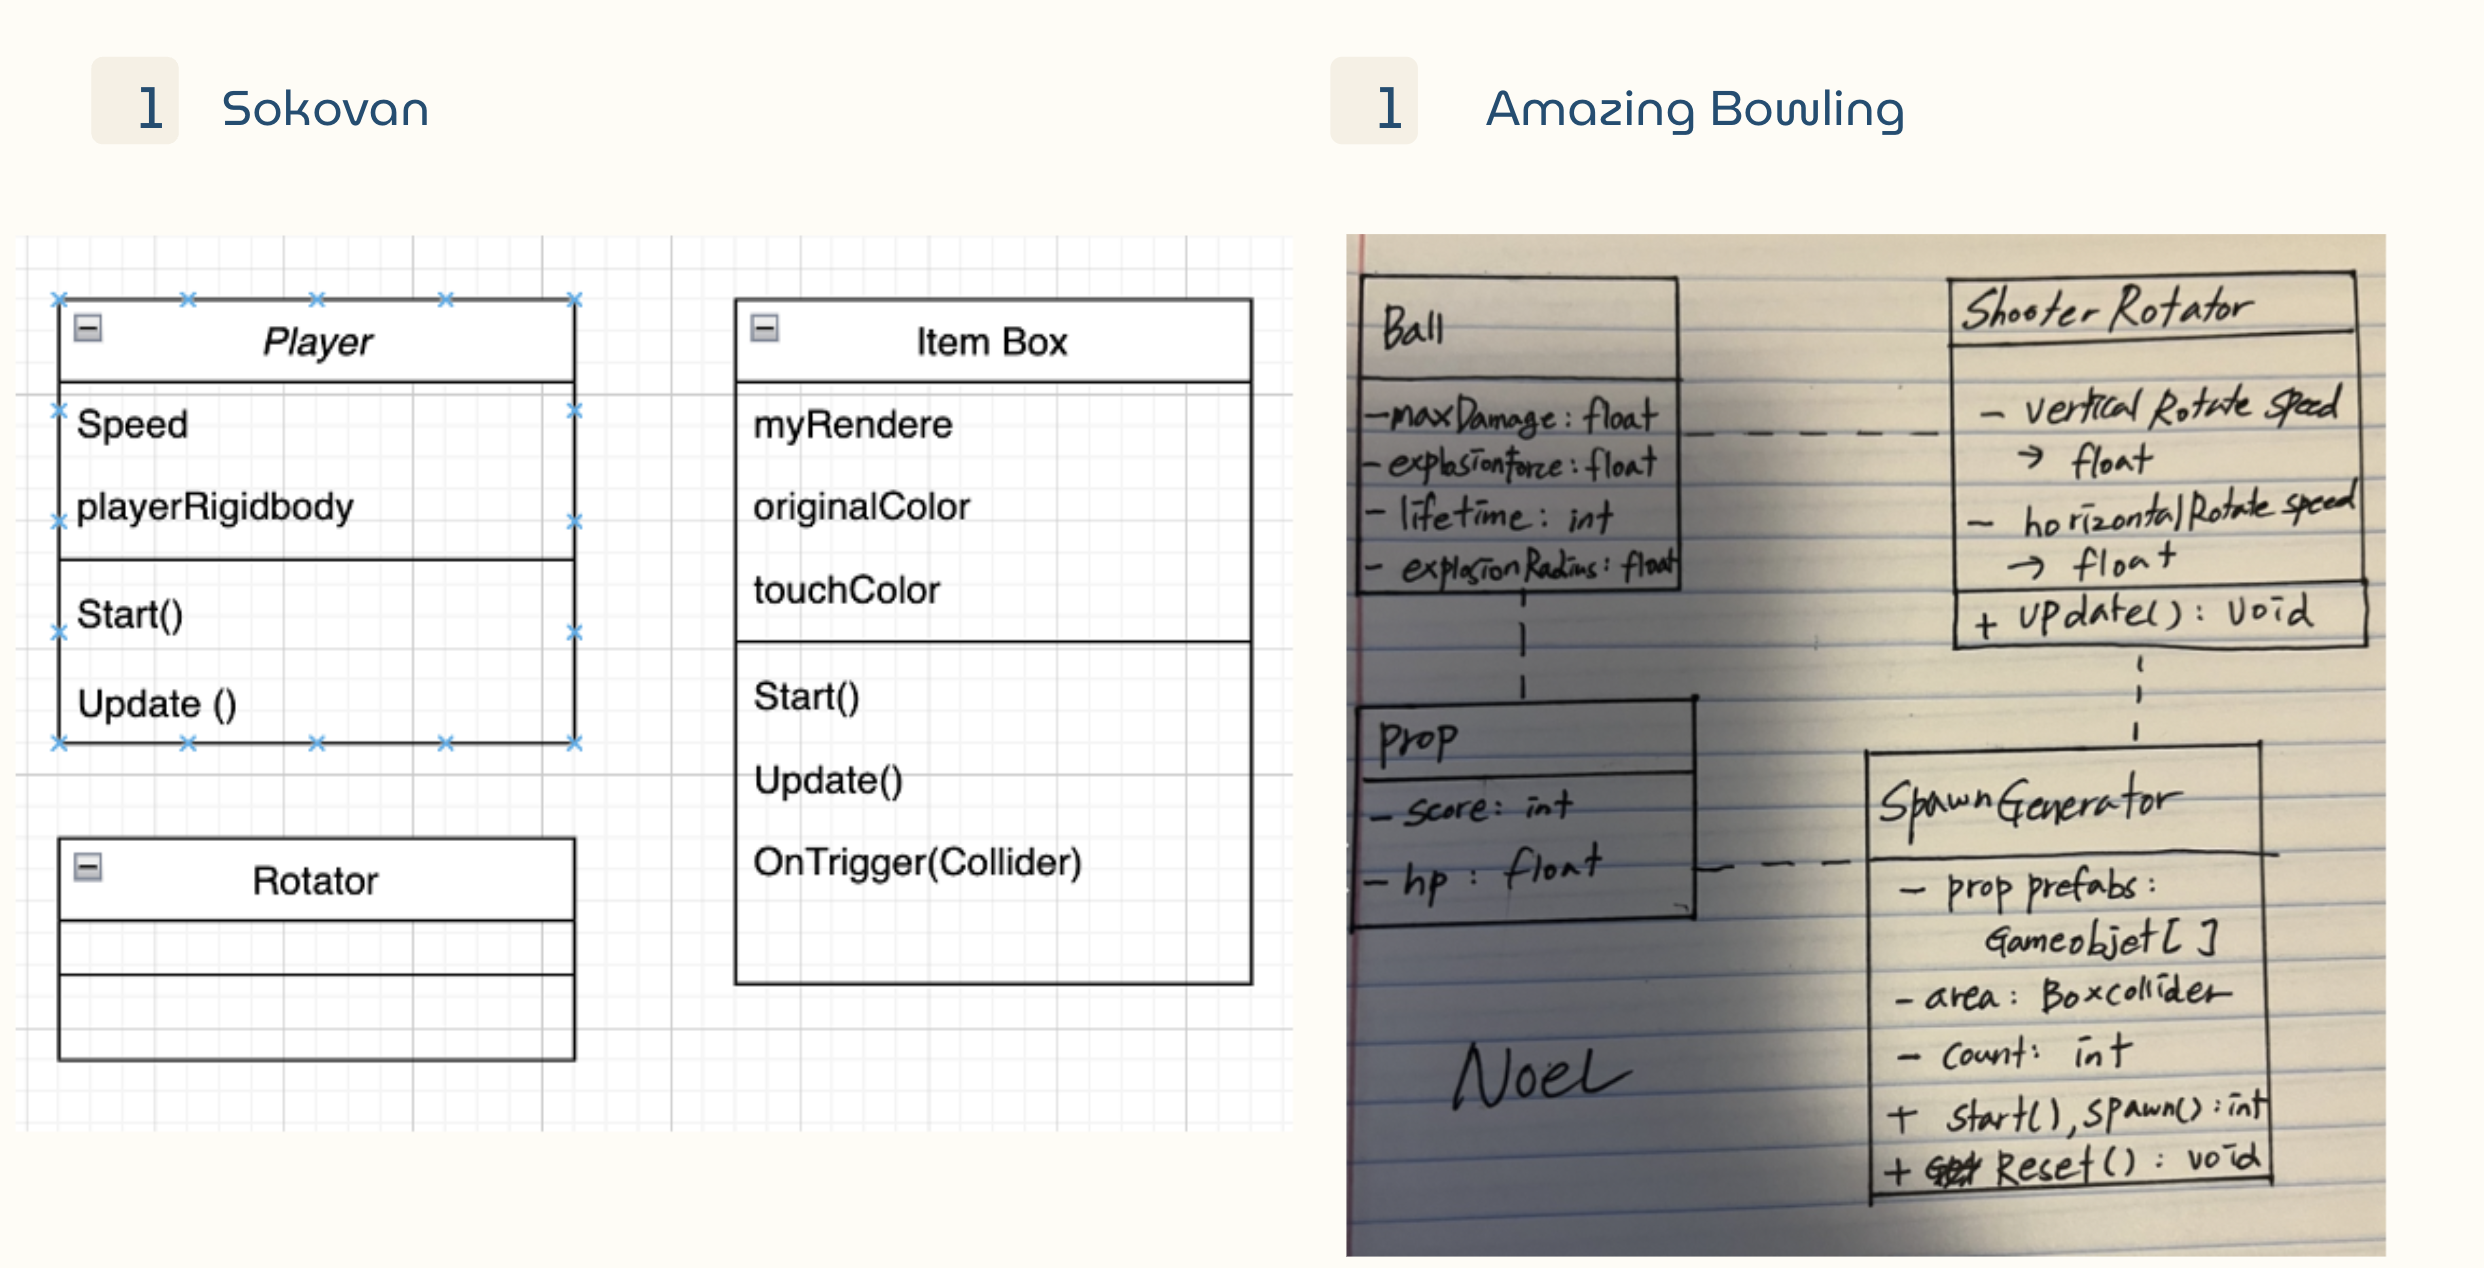 1 Sokovan
Player
Speed
playerRigidbody
Start()
Update ()
Rotator
Item Box
myRendere
originalColor
touchColor
Start()
Update()
OnTrigger(Collider)
1 Amazing Bowling
Ball
-maxDamage: float
- explosionforce: float
- lifetime: int
- explosionRadius: float
Prop
- score: int
- hp : float
Noel
Shooter Rotator
- vertical Rotate speed
→ float
- horizontalRotate speed
→ float
+ update(): void
SpawnGenerator
- prop prefabs:
Gameobjet[ ]
- area: Boxcollider
- count: int
+ start(), spawn(): int
+ Reset(): void